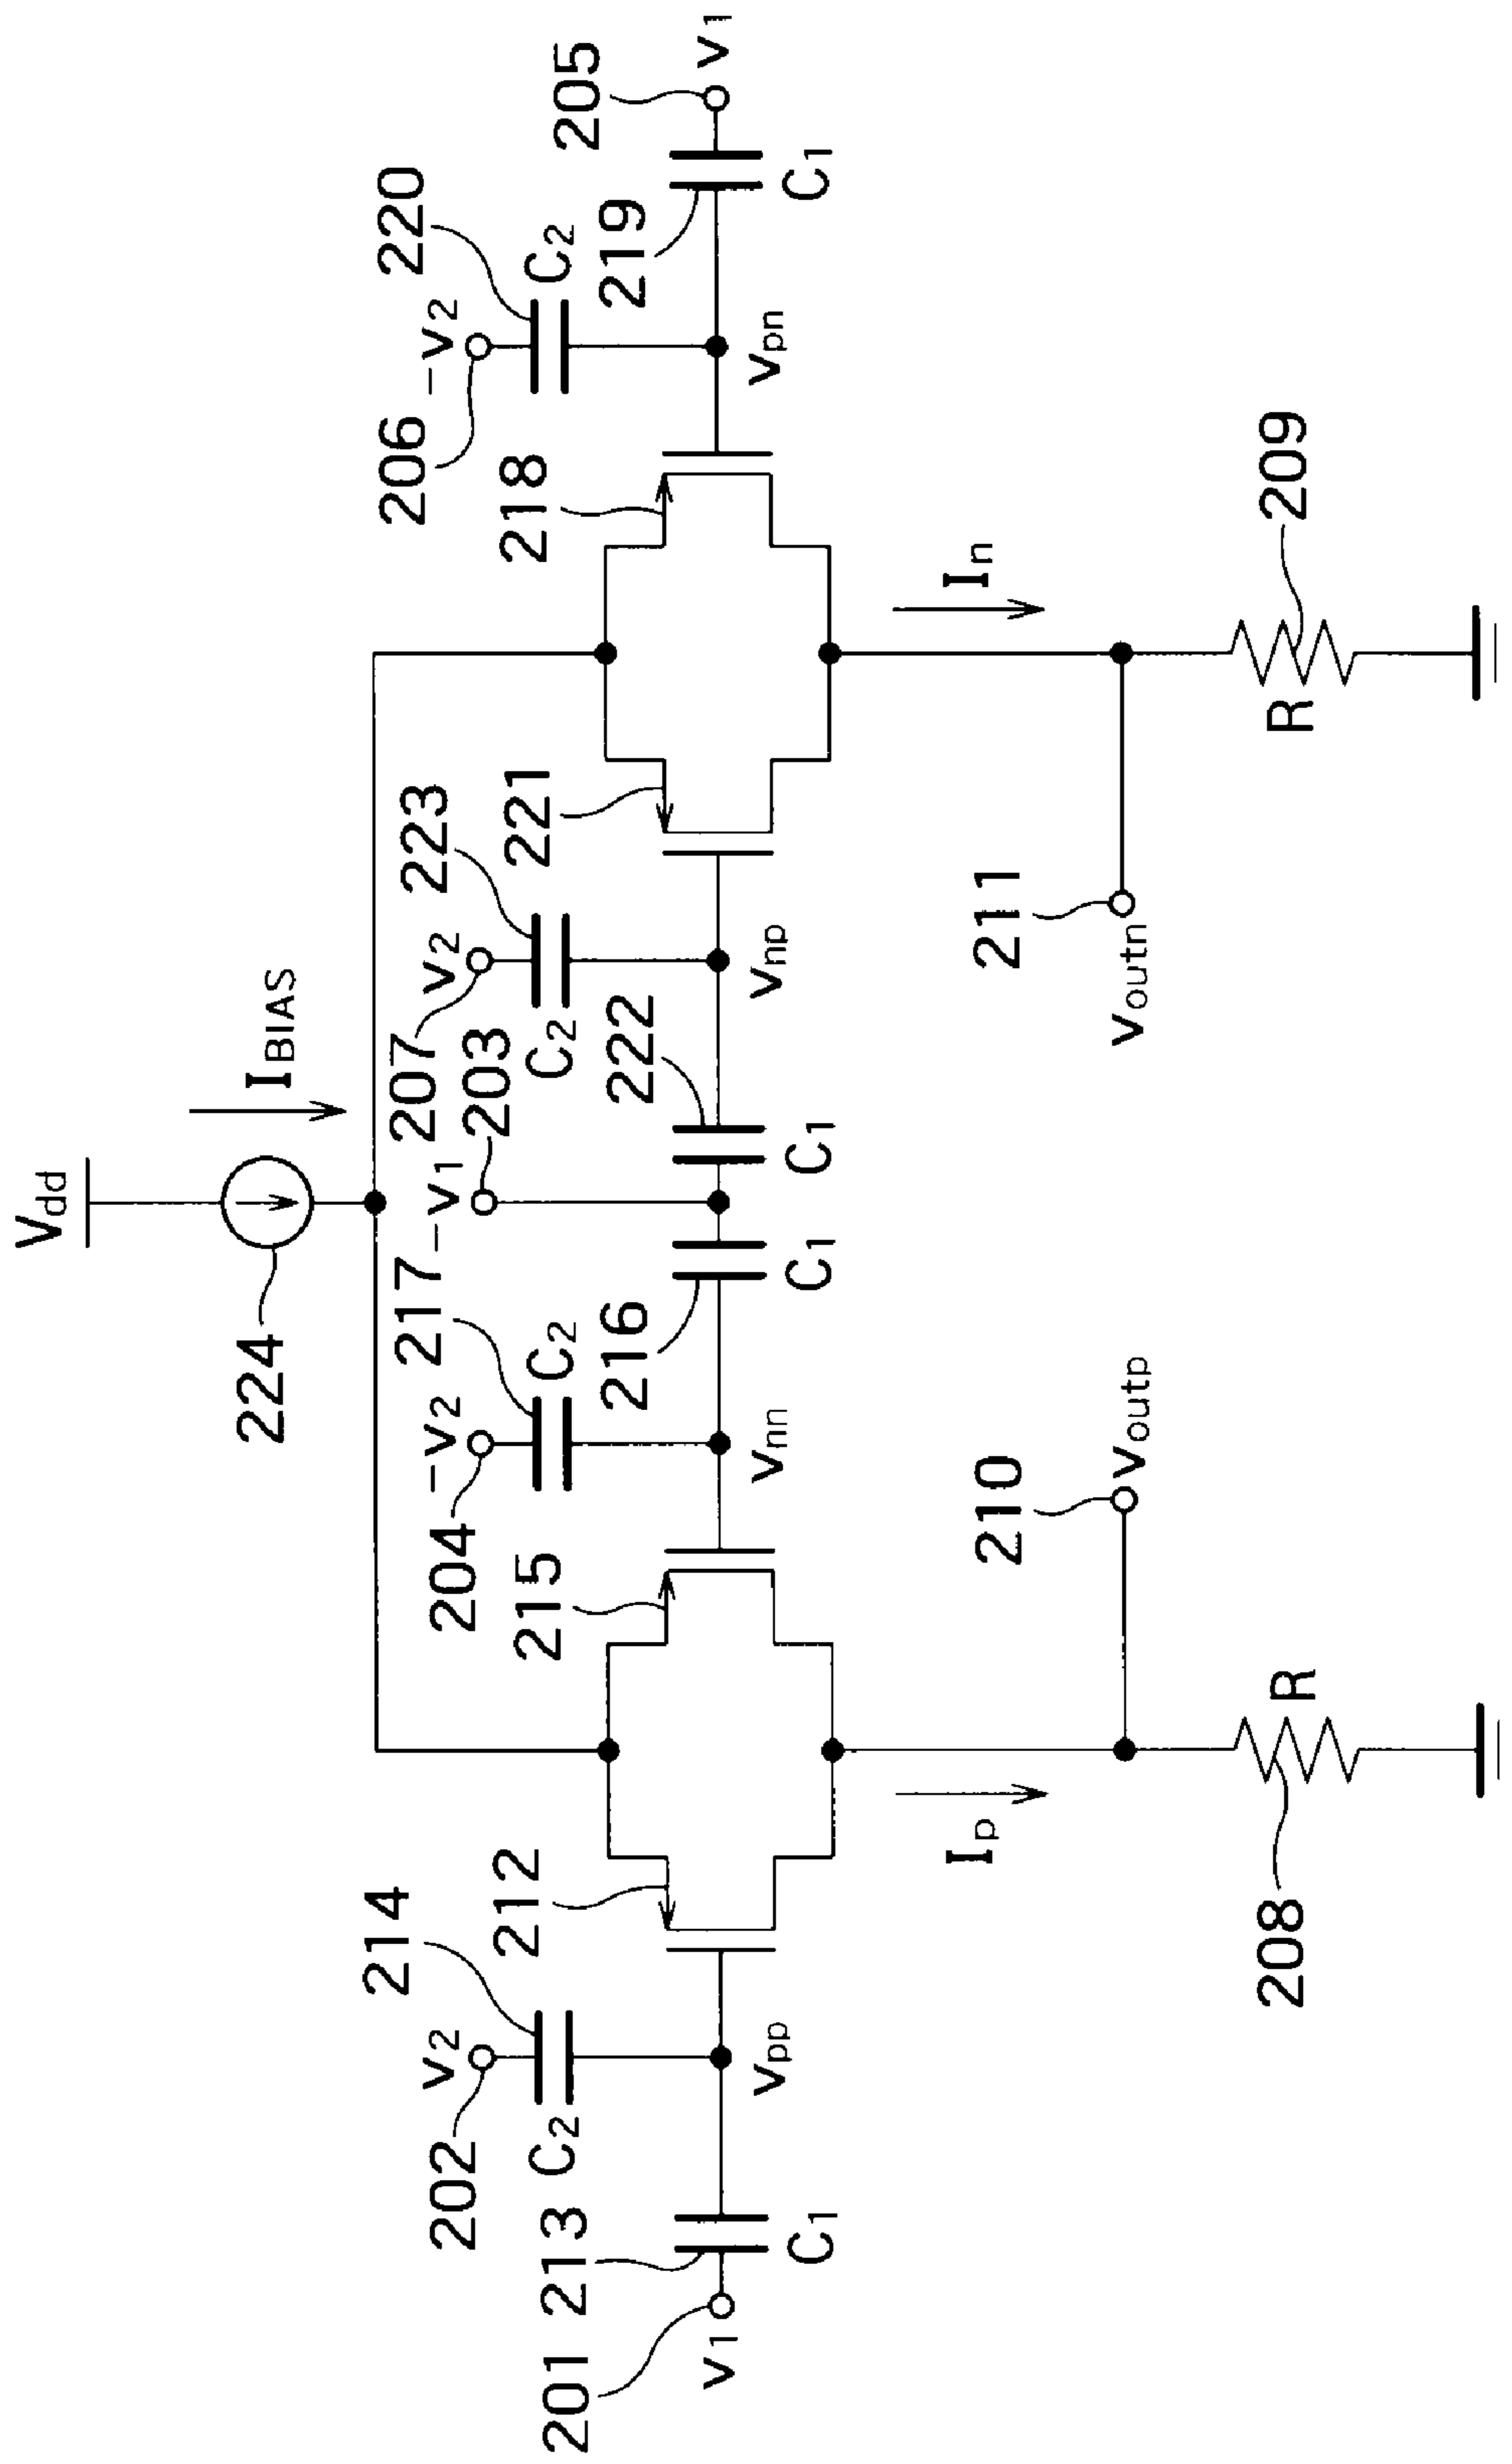 Vdd
IBIAS
224
214
v2
202
C2
212
204
-v2
217
C2
215
-v1
203
207
v2
223
C2
221
206
-v2
220
C2
218
201
v1
213
C1
vpp
vnn
216
C1
222
C1
vnp
vpn
219
C1
205
v1
Ip
In
210
voutp
211
voutn
208
R
R
209